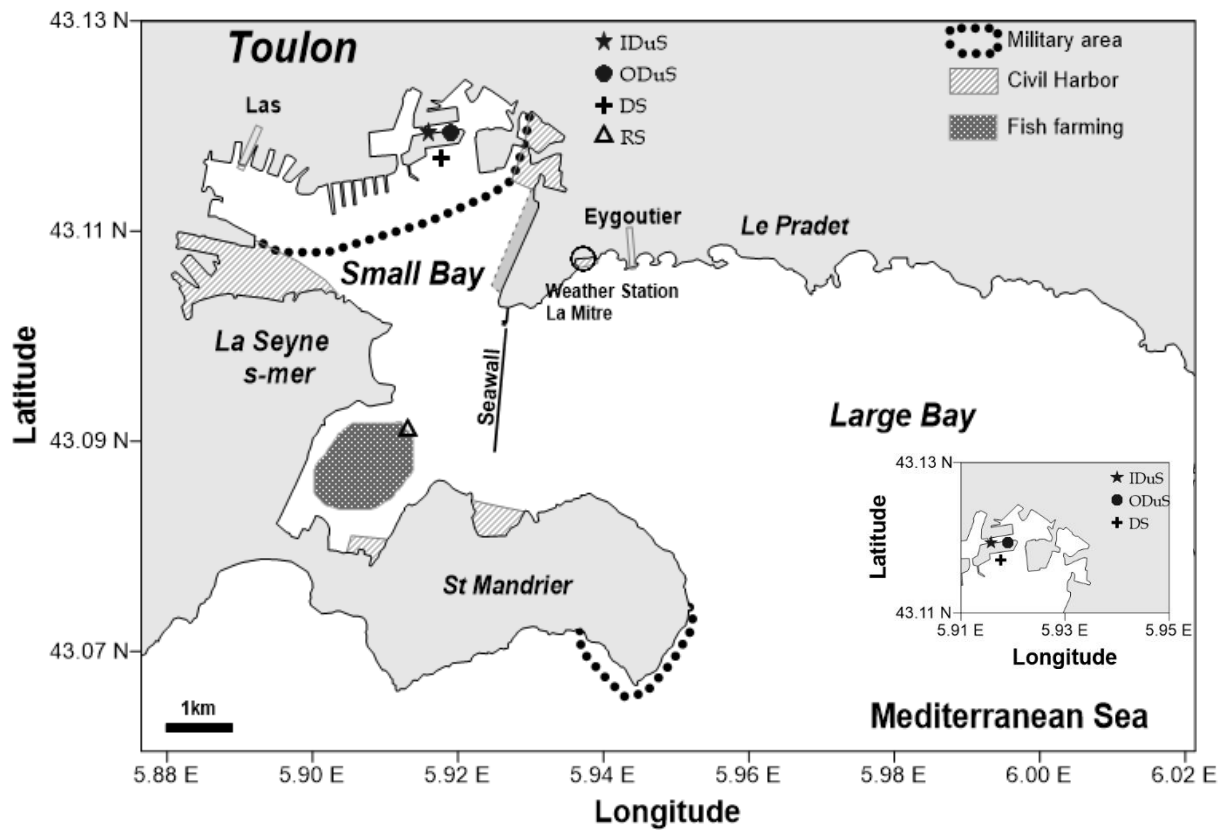 43.13 N
Toulon
IDuS
ODuS
DS
RS
Military area
Civil Harbor
Fish farming
Las
43.11 N
Eygoutier
Le Pradet
Small Bay
Weather Station
La Mitre
La Seyne
s-mer
Seawall
Latitude
43.09 N
Large Bay
43.13 N
IDuS
ODuS
DS
Latitude
43.11 N
5.91 E
5.93 E
5.95 E
Longitude
St Mandrier
43.07 N
1km
Mediterranean Sea
5.88 E
5.90 E
5.92 E
5.94 E
5.96 E
5.98 E
6.00 E
6.02 E
Longitude